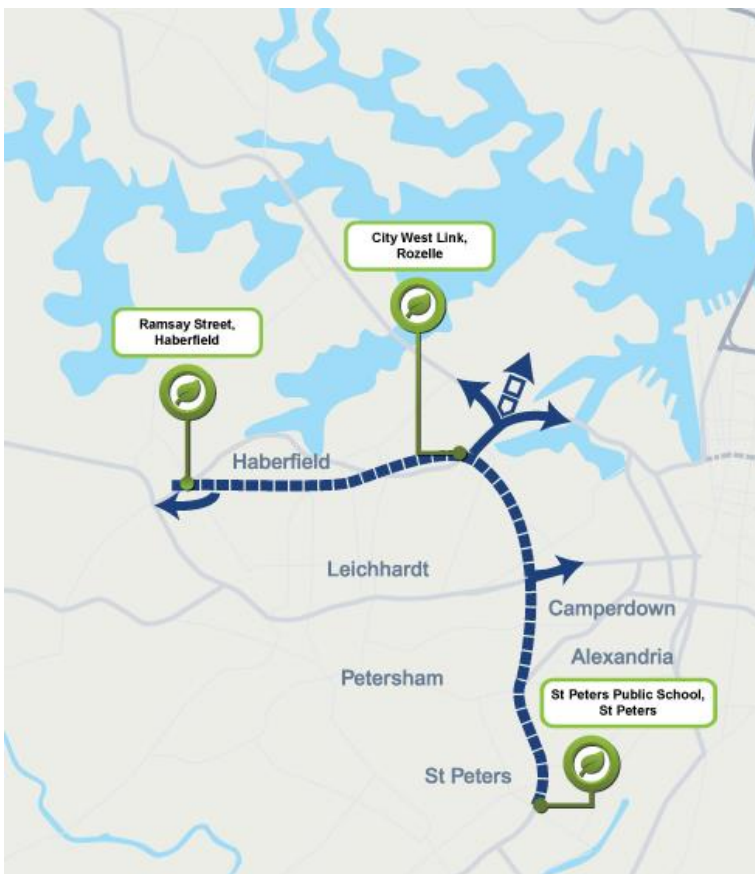 City West Link,
Rozelle
Ramsay Street,
Haberfield
Haberfield
Leichhardt
Camperdown
Alexandria
Petersham
St Peters Public School,
St Peters
St Peters